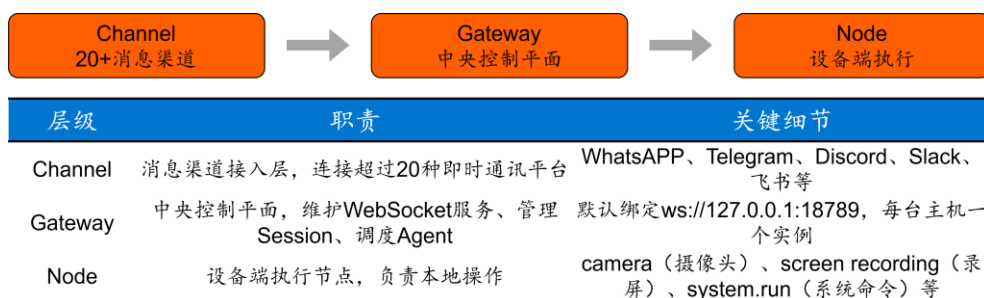 Channel
20+消息渠道
Gateway
中央控制平面
Node
设备端执行
层级 职责 关键细节
Channel 消息渠道接入层，连接超过20种即时通讯平台 WhatsAPP、Telegram、Discord、Slack、
飞书等
Gateway 中央控制平面，维护WebSocket服务、管理
Session、调度Agent
默认绑定ws://127.0.0.1:18789，每台主机一
个实例
Node 设备端执行节点，负责本地操作 camera（摄像头）、screen recording（录
屏）、system.run（系统命令）等